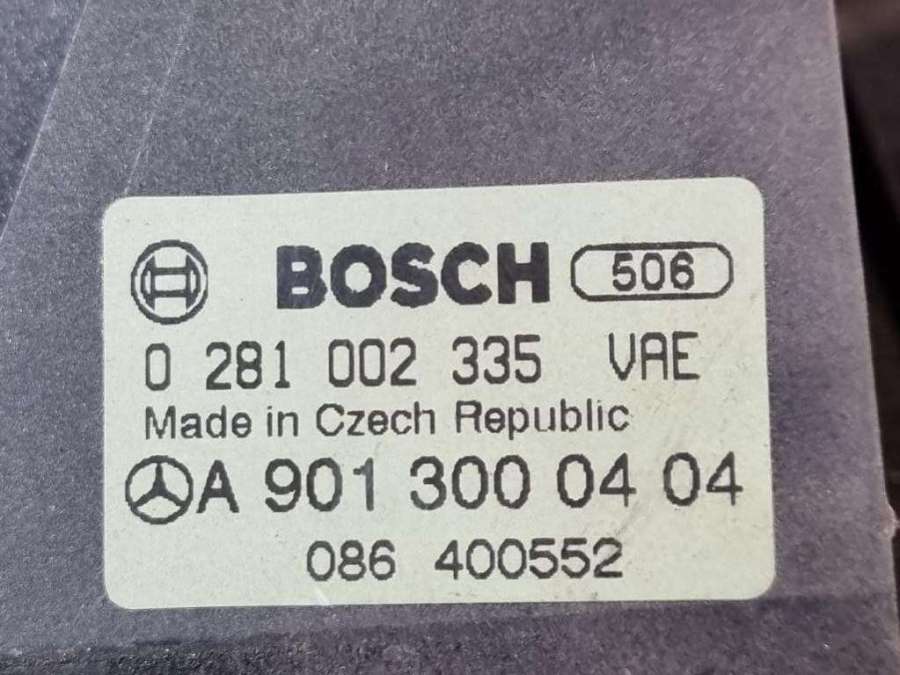 BOSCH 506
0 281 002 335 VAE
Made in Czech Republic
A 901 300 04 04
086 400552